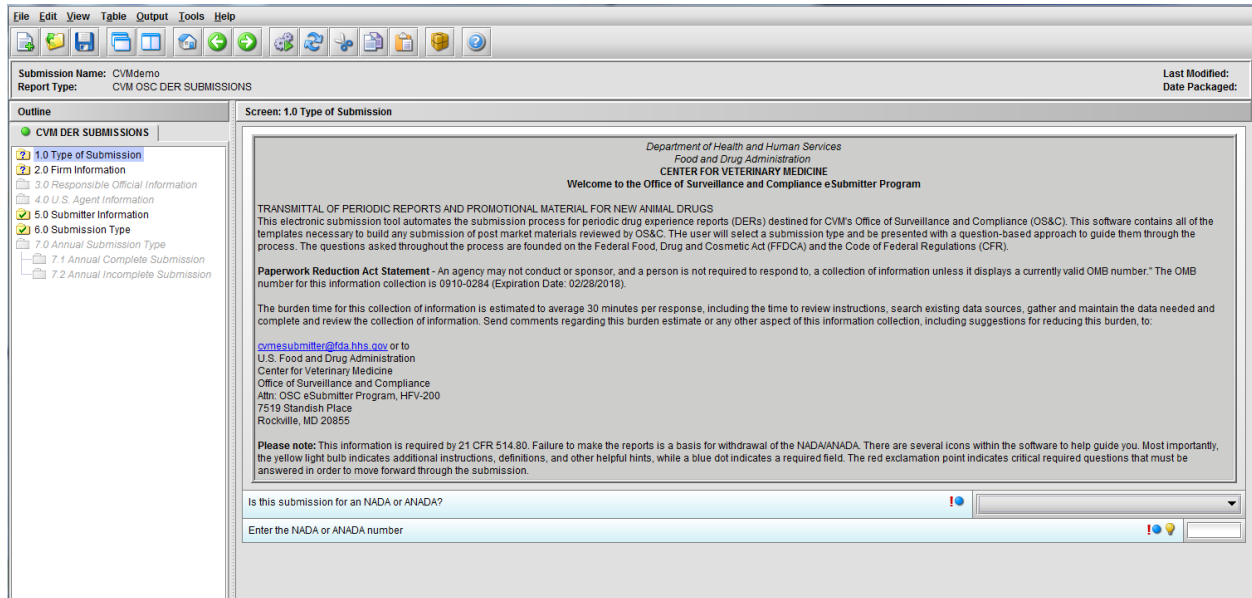 File Edit View Table Output Tools Help
Submission Name: CVMdemo
Last Modified:
Report Type: CVM OSC DER SUBMISSIONS
Date Packaged:
Outline
Screen: 1.0 Type of Submission
CVM DER SUBMISSIONS
1.0 Type of Submission
2.0 Firm Information
3.0 Responsible Official Information
4.0 U.S. Agent Information
5.0 Submitter Information
6.0 Submission Type
7.0 Annual Submission Type
7.1 Annual Complete Submission
7.2 Annual Incomplete Submission
Department of Health and Human Services
Food and Drug Administration
CENTER FOR VETERINARY MEDICINE
Welcome to the Office of Surveillance and Compliance eSubmitter Program
TRANSMITTAL OF PERIODIC REPORTS AND PROMOTIONAL MATERIAL FOR NEW ANIMAL DRUGS
This electronic submission tool automates the submission process for periodic drug experience reports (DERs) destined for CVM's Office of Surveillance and Compliance (OS&C). This software contains all of the
templates necessary to build any submission of post market materials reviewed by OS&C. THe user will select a submission type and be presented with a question-based approach to guide them through the
process. The questions asked throughout the process are founded on the Federal Food, Drug and Cosmetic Act (FFDCA) and the Code of Federal Regulations (CFR).
Paperwork Reduction Act Statement - An agency may not conduct or sponsor, and a person is not required to respond to, a collection of information unless it displays a currently valid OMB number." The OMB
number for this information collection is 0910-0284 (Expiration Date: 02/28/2018).
The burden time for this collection of information is estimated to average 30 minutes per response, including the time to review instructions, search existing data sources, gather and maintain the data needed and
complete and review the collection of information. Send comments regarding this burden estimate or any other aspect of this information collection, including suggestions for reducing this burden, to:
cvmesubmitter@fda.hhs.gov or to
U.S. Food and Drug Administration
Center for Veterinary Medicine
Office of Surveillance and Compliance
Attn: OSC eSubmitter Program, HFV-200
7519 Standish Place
Rockville, MD 20855
Please note: This information is required by 21 CFR 514.80. Failure to make the reports is a basis for withdrawal of the NADA/ANADA. There are several icons within the software to help guide you. Most importantly,
the yellow light bulb indicates additional instructions, definitions, and other helpful hints, while a blue dot indicates a required field. The red exclamation point indicates critical required questions that must be
answered in order to move forward through the submission.
Is this submission for an NADA or ANADA?
Enter the NADA or ANADA number